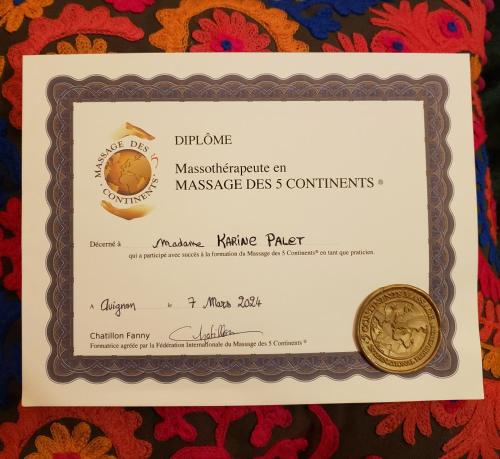 MASSAGE DES 5
CONTINENTS
DIPLÔME
Massothérapeute en
MASSAGE DES 5 CONTINENTS ®
Décerné à Madame KARINE PALET
qui a participé avec succès à la formation du Massage des 5 Continents® en tant que praticien.
A Avignon le 7 Mars 2024
Chatillon Fanny Chatillon
Formatrice agréée par la Fédération Internationale du Massage des 5 Continents ®